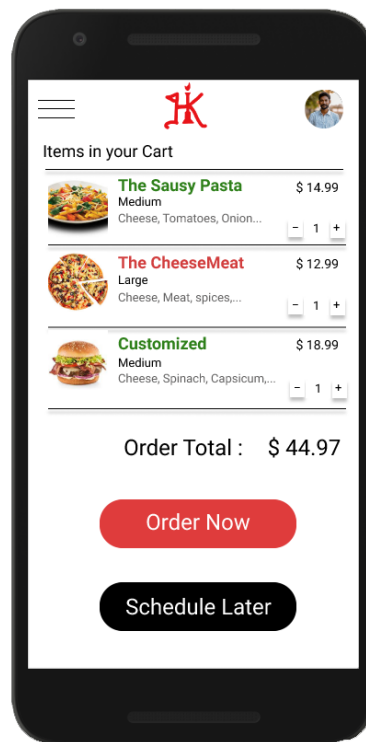 HK
Items in your Cart
The Sausy Pasta $ 14.99
Medium
Cheese, Tomatoes, Onion...
- 1 +
The CheeseMeat $ 12.99
Large
Cheese, Meat, spices,...
- 1 +
Customized $ 18.99
Medium
Cheese, Spinach, Capsicum,...
- 1 +
Order Total : $ 44.97
Order Now
Schedule Later